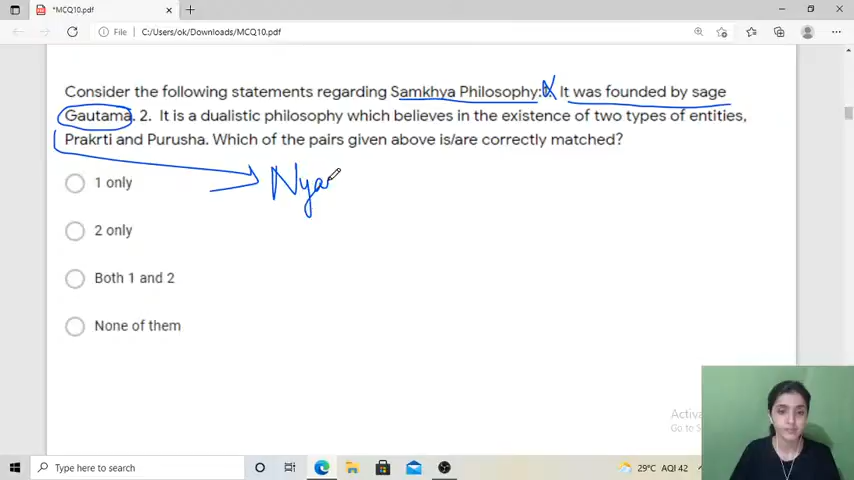 *MCQ10.pdf
File
C:/Users/ok/Downloads/MCQ10.pdf
Consider the following statements regarding Samkhya Philosophy: It was founded by sage
Gautama. 2. It is a dualistic philosophy which believes in the existence of two types of entities,
Prakrti and Purusha. Which of the pairs given above is/are correctly matched?
Nya
1 only
2 only
Both 1 and 2
None of them
Activa
Go to S
Type here to search
29°C AQI 42